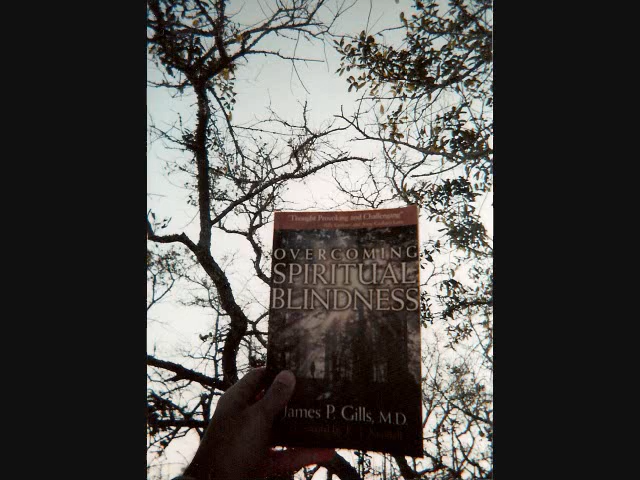 "Thought Provoking and Challenging"
OVERCOMING
SPIRITUAL
BLINDNESS
James P. Gills, M.D.